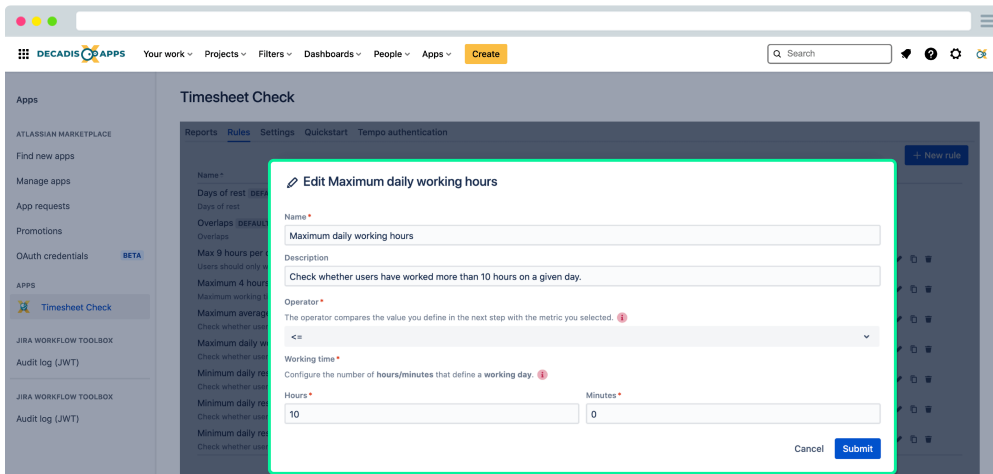 DECADIS APPS Your work Projects Filters Dashboards People Apps Create Search
Apps
ATLASSIAN MARKETPLACE
Find new apps
Manage apps
App requests
Promotions
OAuth credentials BETA
APPS
Timesheet Check
JIRA WORKFLOW TOOLBOX
Audit log (JWT)
JIRA WORKFLOW TOOLBOX
Audit log (JWT)
Timesheet Check
Reports Rules Settings Quickstart Tempo authentication
+ New rule
Name
Days of rest
Days of rest
Overlaps DEFAULT
Overlaps
Max 9 hours per
Users should only
Maximum 4 hours
Maximum working
Maximum average
Check whether user
Maximum daily
Check whether user
Minimum daily
Check whether user
Minimum daily
Check whether user
Minimum daily
Check whether user
Edit Maximum daily working hours
Name*
Maximum daily working hours
Description
Check whether users have worked more than 10 hours on a given day.
Operator*
The operator compares the value you define in the next step with the metric you selected. i
<=
Working time*
Configure the number of hours/minutes that define a working day. i
Hours* Minutes*
10 0
Cancel Submit